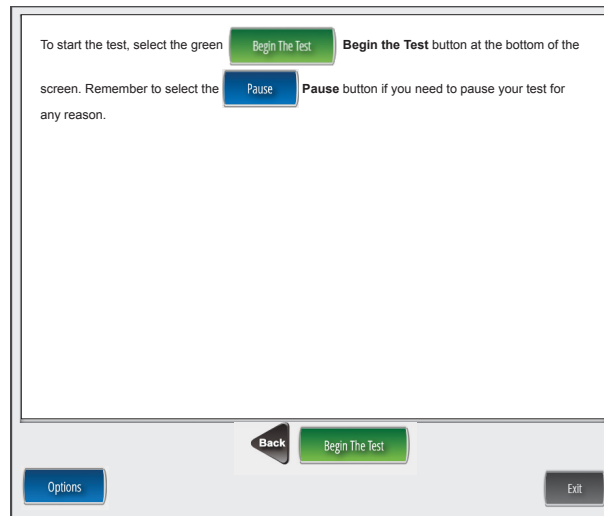 To start the test, select the green Begin The Test Begin the Test button at the bottom of the
screen. Remember to select the Pause Pause button if you need to pause your test for
any reason.
Back Begin The Test
Options Exit